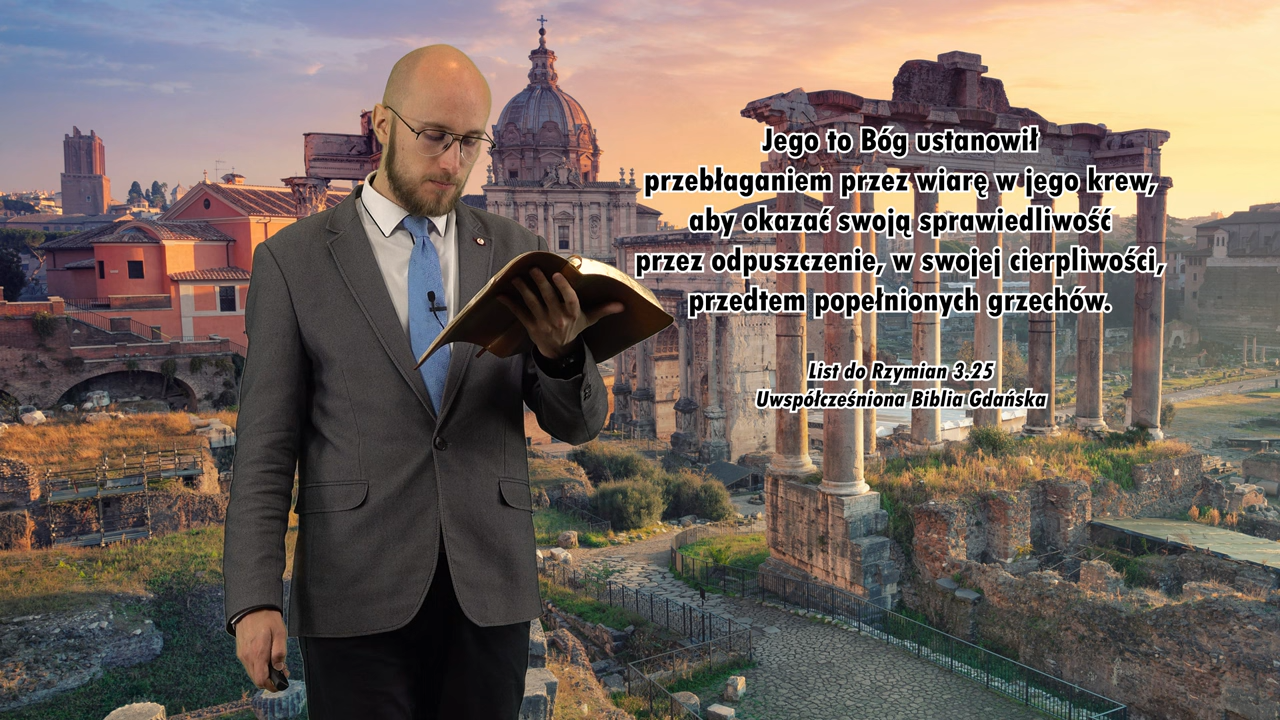 Jego to Bóg ustanowił
przebłaganiem przez wiarę w jego krew,
aby okazać swoją sprawiedliwość
przez odpuszczenie, w swojej cierpliwości,
przedtem popełnionych grzechów.
List do Rzymian 3.25
Uwspółcześniona Biblia Gdańska